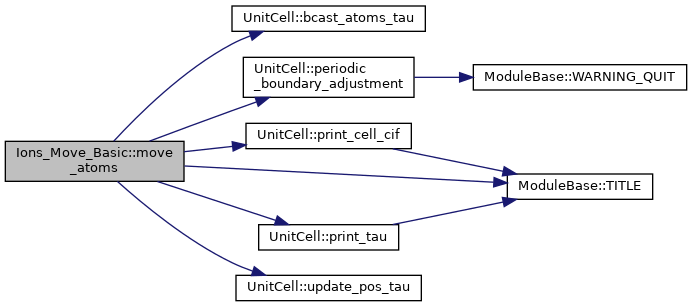 Ions_Move_Basic::move
_atoms
UnitCell::bcast_atoms_tau
UnitCell::periodic
_boundary_adjustment
ModuleBase::WARNING_QUIT
UnitCell::print_cell_cif
ModuleBase::TITLE
UnitCell::print_tau
UnitCell::update_pos_tau